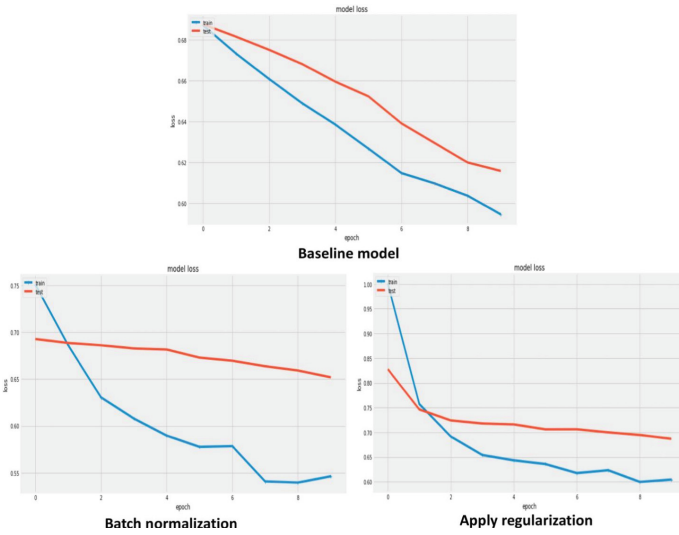 model loss
train
test
0.68
0.66
0.64
0.62
0.60
loss
0 2 4 6 8
epoch
Baseline model
model loss
train
test
0.75
0.70
0.65
0.60
0.55
loss
0 2 4 6 8
epoch
Batch normalization
model loss
train
test
1.00
0.95
0.90
0.85
0.80
0.75
0.70
0.65
0.60
loss
0 2 4 6 8
epoch
Apply regularization